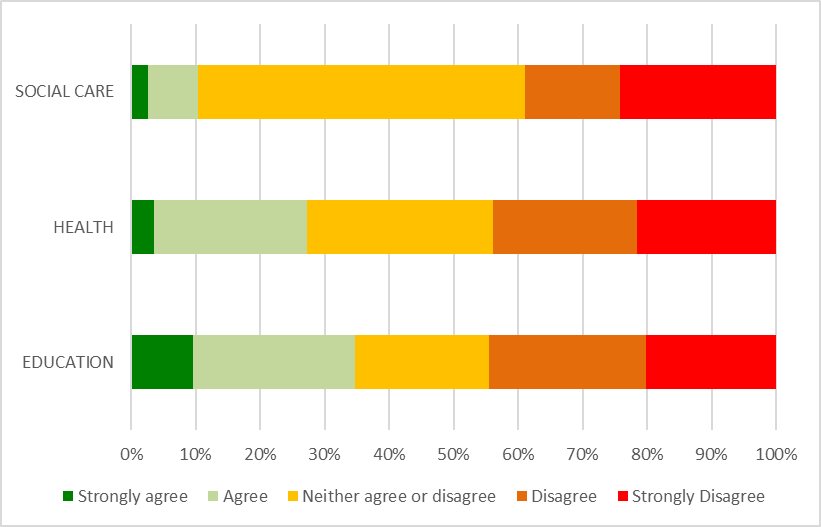 SOCIAL CARE
HEALTH
EDUCATION
0% 10% 20% 30% 40% 50% 60% 70% 80% 90% 100%
Strongly agree Agree Neither agree or disagree Disagree Strongly Disagree